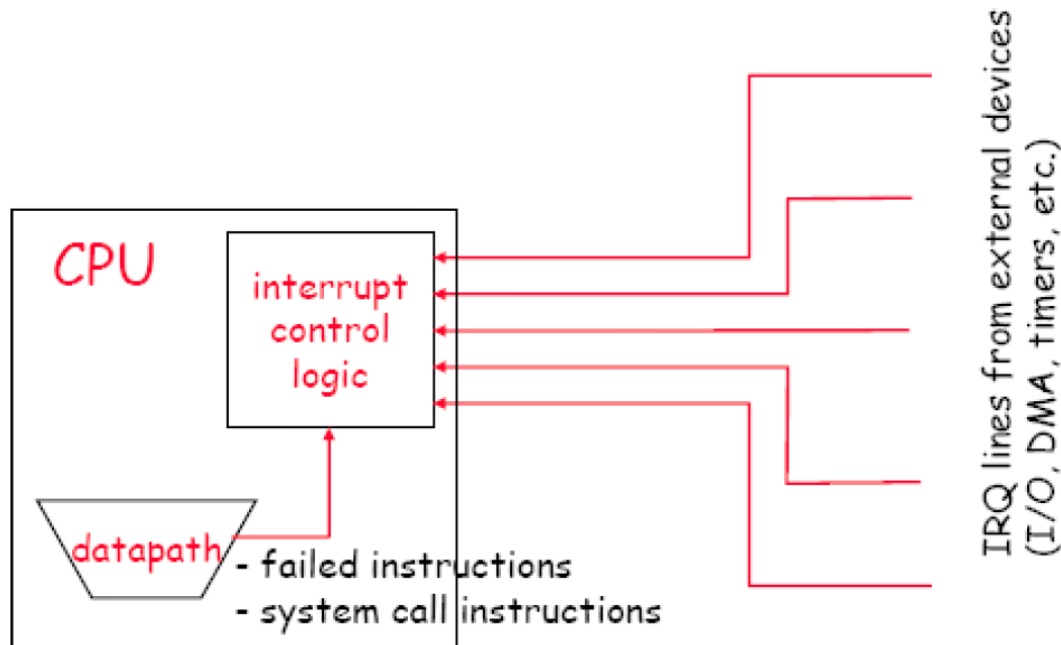 CPU
interrupt
control
logic
datapath
- failed instructions
- system call instructions
IRQ lines from external devices
(I/O, DMA, timers, etc.)